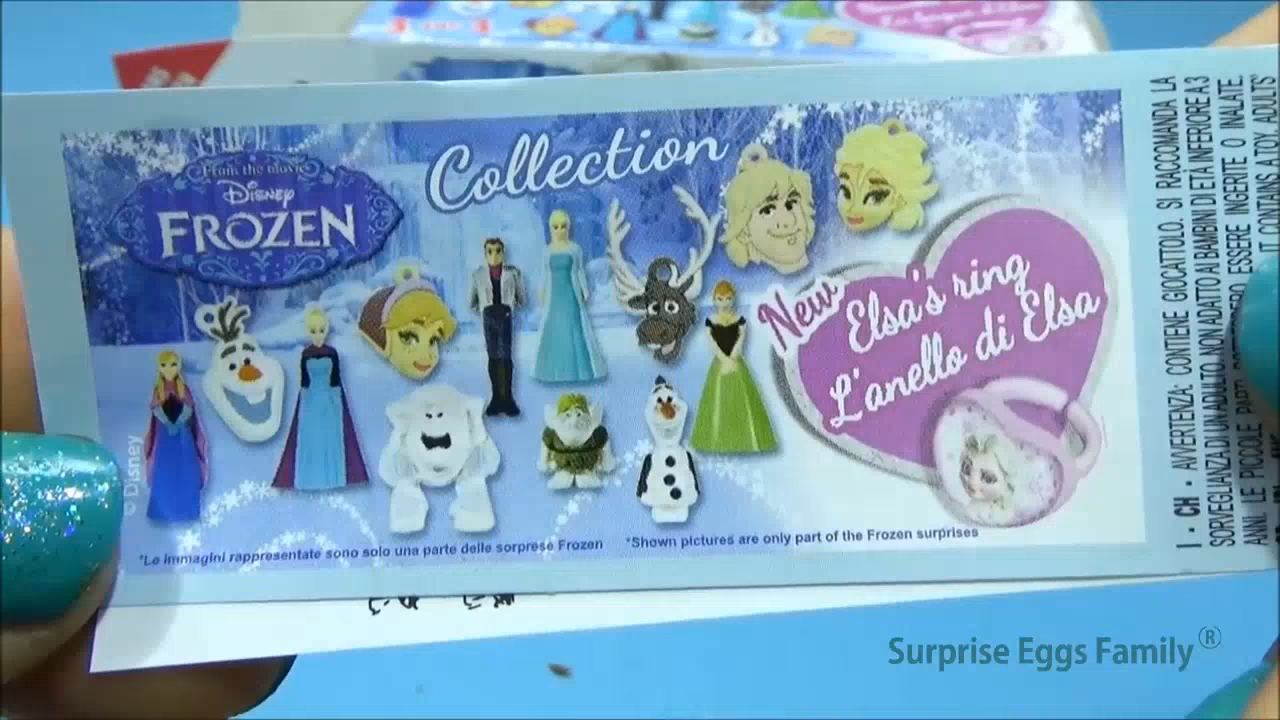 From the movie
Disney
FROZEN
Collection
New
Elsa's ring
L'anello di Elsa
© Disney
*Le immagini rappresentate sono solo una parte delle sorprese Frozen
*Shown pictures are only part of the Frozen surprises
I • CH • AVVERTENZA: CONTIENE GIOCATTOLO. SI RACCOMANDA LA
SORVEGLIANZA DI UN ADULTO. NON ADATTO AI BAMBINI DI ETÀ INFERIORE A 3
ANNI. LE PICCOLE PARTI ESSERE INGERITE O INALATE.
IT CONTAINS A TOY. ADULTS
Surprise Eggs Family®